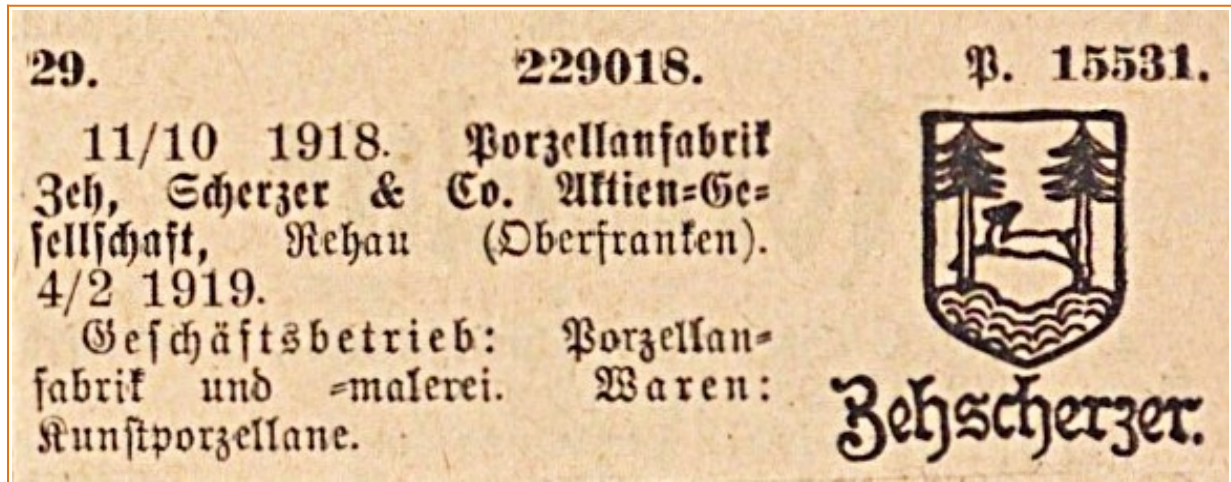 29. 229018. P. 15531.
11/10 1918. Porzellanfabrik
Zeh, Scherzer & Co. Aktien=Ge=
sellschaft, Rehau (Oberfranken).
4/2 1919.
Geschäftsbetrieb: Porzellan=
fabrik und =malerei. Waren:
Kunstporzellane.
Zehscherzer.